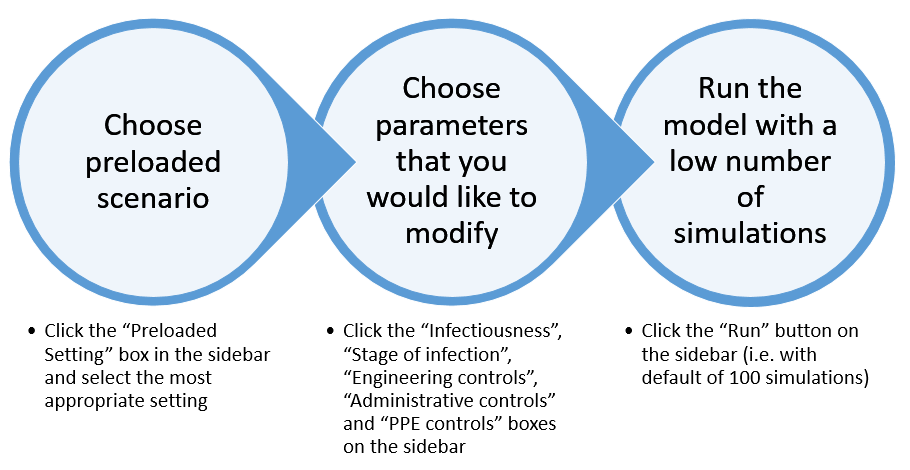 Choose
preloaded
scenario
Choose
parameters
that you
would like to
modify
Run the
model with a
low number
of
simulations
• Click the “Preloaded
Setting” box in the sidebar
and select the most
appropriate setting
• Click the “Infectiousness”,
“Stage of infection”,
“Engineering controls”,
“Administrative controls”
and “PPE controls” boxes
on the sidebar
• Click the “Run” button on
the sidebar (i.e. with
default of 100 simulations)